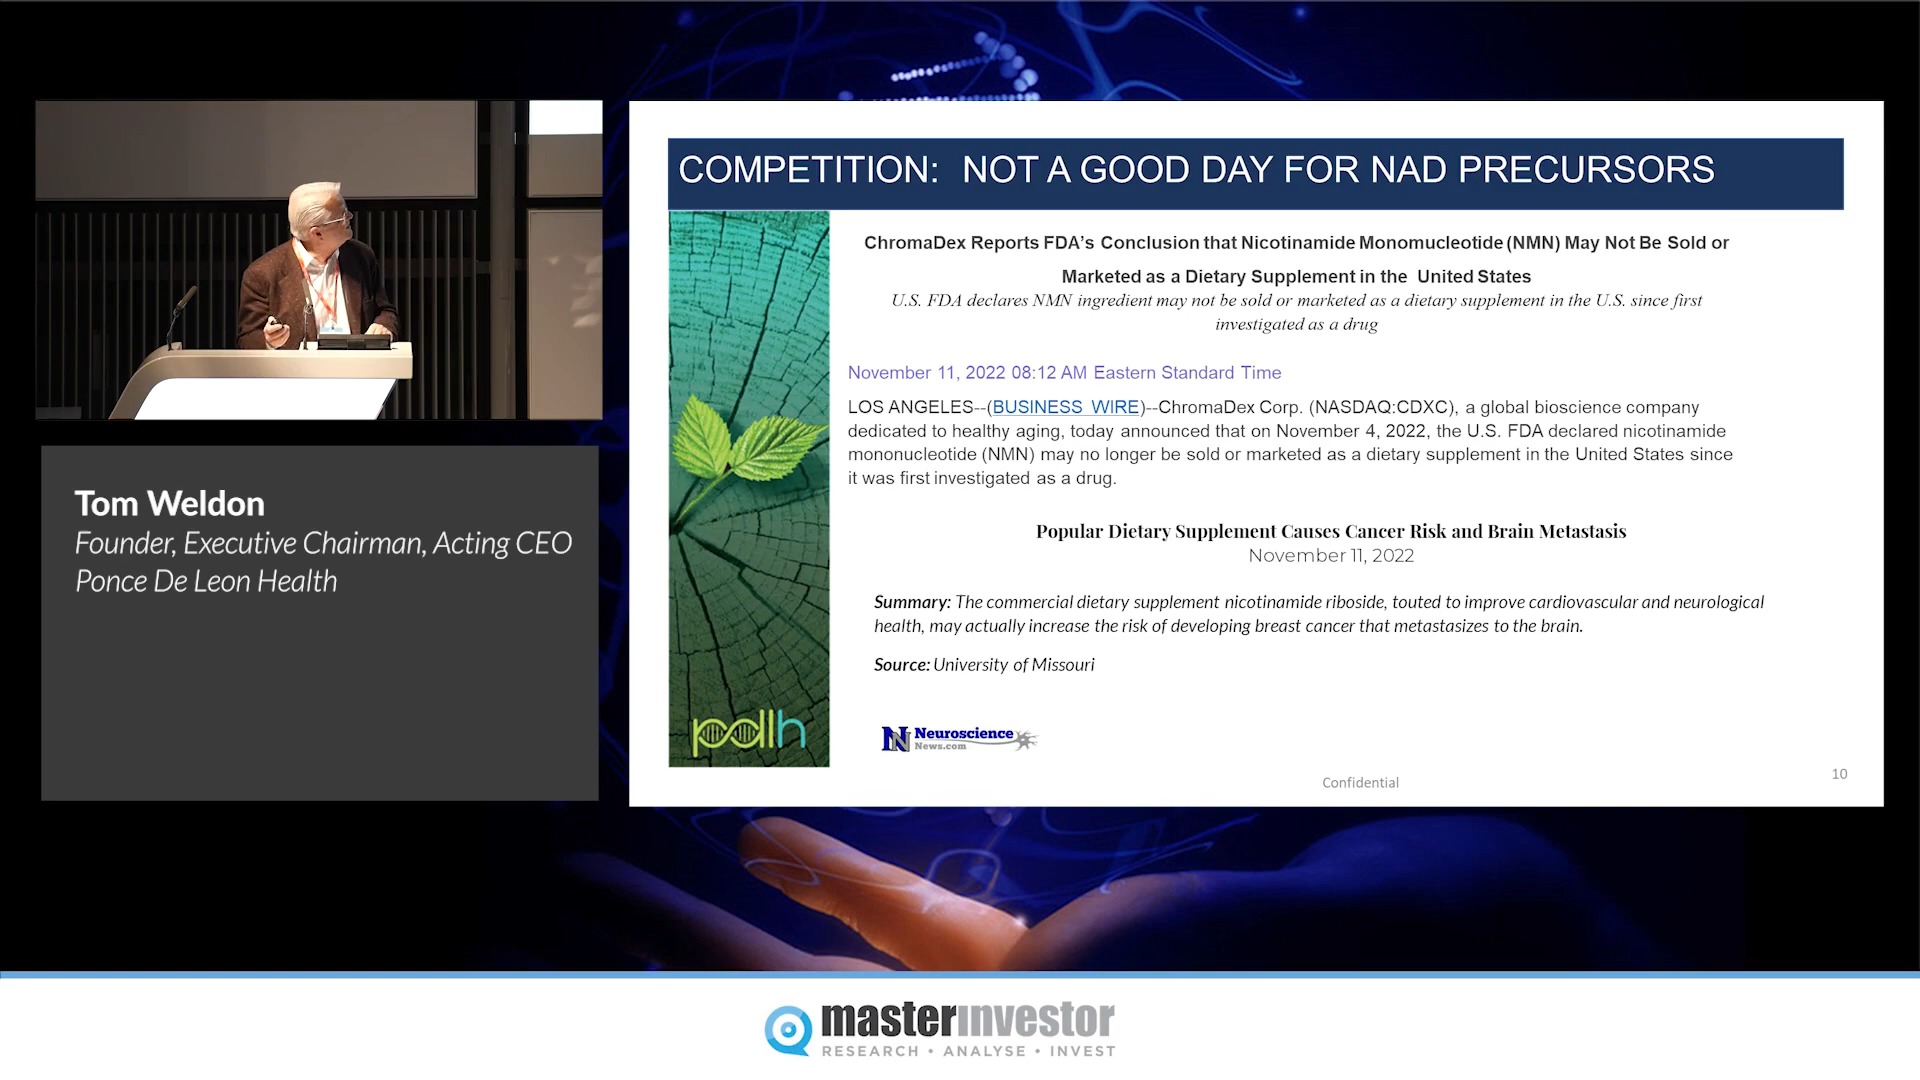 COMPETITION: NOT A GOOD DAY FOR NAD PRECURSORS
ChromaDex Reports FDA's Conclusion that Nicotinamide Monomucleotide (NMN) May Not Be Sold or
Marketed as a Dietary Supplement in the United States
U.S. FDA declares NMN ingredient may not be sold or marketed as a dietary supplement in the U.S. since first
investigated as a drug
November 11, 2022 08:12 AM Eastern Standard Time
LOS ANGELES--(BUSINESS WIRE)--ChromaDex Corp. (NASDAQ:CDXC), a global bioscience company
dedicated to healthy aging, today announced that on November 4, 2022, the U.S. FDA declared nicotinamide
mononucleotide (NMN) may no longer be sold or marketed as a dietary supplement in the United States since
it was first investigated as a drug.
Popular Dietary Supplement Causes Cancer Risk and Brain Metastasis
November 11, 2022
Summary: The commercial dietary supplement nicotinamide riboside, touted to improve cardiovascular and neurological
health, may actually increase the risk of developing breast cancer that metastasizes to the brain.
Source: University of Missouri
pdlh
N Neuroscience
News.com
Confidential
10
Tom Weldon
Founder, Executive Chairman, Acting CEO
Ponce De Leon Health
masterinvestor
RESEARCH • ANALYSE • INVEST